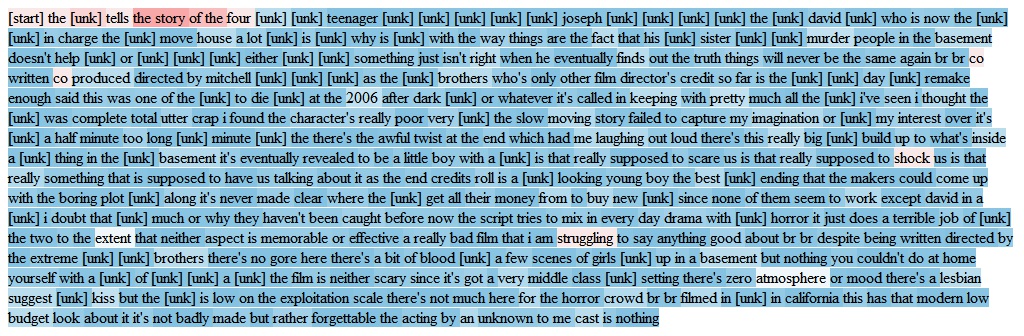 [start] the [unk] tells the story of the four [unk] [unk] teenager [unk] [unk] [unk] [unk] [unk] joseph [unk] [unk] [unk] [unk] the [unk] david [unk] who is now the [unk]
[unk] in charge the [unk] move house a lot [unk] is [unk] why is [unk] with the way things are the fact that his [unk] sister [unk] [unk] murder people in the basement
doesn't help [unk] or [unk] [unk] [unk] either [unk] [unk] something just isn't right when he eventually finds out the truth things will never be the same again br br co
written co produced directed by mitchell [unk] [unk] [unk] as the [unk] brothers who's only other film director's credit so far is the [unk] [unk] day [unk] remake
enough said this was one of the [unk] to die [unk] at the 2006 after dark [unk] or whatever it's called in keeping with pretty much all the [unk] i've seen i thought the
[unk] was complete total utter crap i found the character's really poor very [unk] the slow moving story failed to capture my imagination or [unk] my interest over it's
[unk] a half minute too long [unk] minute [unk] the there's the awful twist at the end which had me laughing out loud there's this really big [unk] build up to what's inside
a [unk] thing in the [unk] basement it's eventually revealed to be a little boy with a [unk] is that really supposed to scare us is that really supposed to shock us is that
really something that is supposed to have us talking about it as the end credits roll is a [unk] looking young boy the best [unk] ending that the makers could come up
with the boring plot [unk] along it's never made clear where the [unk] get all their money from to buy new [unk] since none of them seem to work except david in a
[unk] i doubt that [unk] much or why they haven't been caught before now the script tries to mix in every day drama with [unk] horror it just does a terrible job of [unk]
the two to the extent that neither aspect is memorable or effective a really bad film that i am struggling to say anything good about br br despite being written directed by
the extreme [unk] [unk] brothers there's no gore here there's a bit of blood [unk] a few scenes of girls [unk] up in a basement but nothing you couldn't do at home
yourself with a [unk] of [unk] [unk] a [unk] the film is neither scary since it's got a very middle class [unk] setting there's zero atmosphere or mood there's a lesbian
suggest [unk] kiss but the [unk] is low on the exploitation scale there's not much here for the horror crowd br br filmed in [unk] in california this has that modern low
budget look about it it's not badly made but rather forgettable the acting by an unknown to me cast is nothing